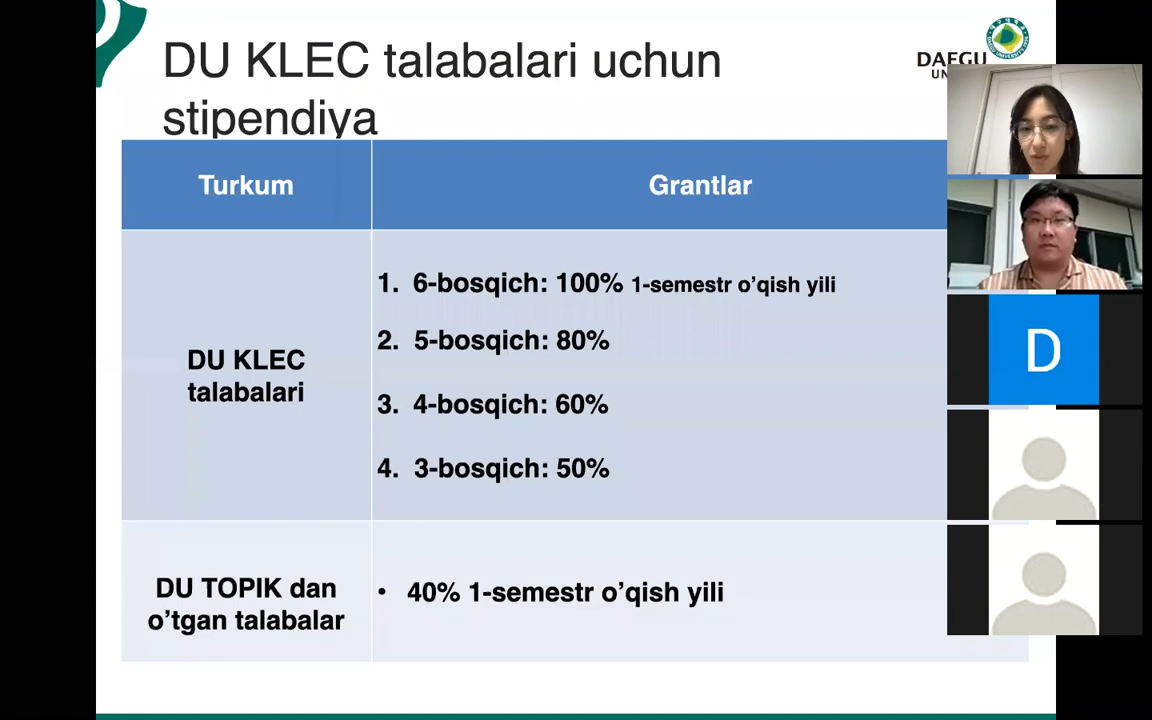 DU KLEC talabalari uchun
stipendiya
DAEGU
Turkum
Grantlar
DU KLEC
talabalari
1. 6-bosqich: 100% 1-semestr o’qish yili
2. 5-bosqich: 80%
3. 4-bosqich: 60%
4. 3-bosqich: 50%
DU TOPIK dan
o’tgan talabalar
• 40% 1-semestr o’qish yili
D